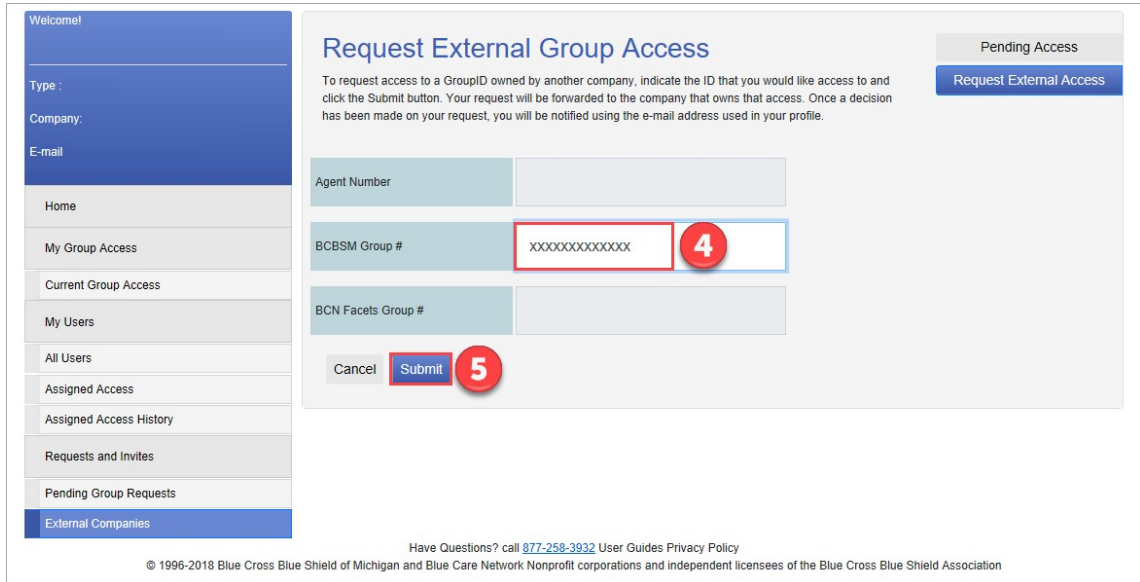 Welcome!
Type :
Company:
E-mail
Home
My Group Access
Current Group Access
My Users
All Users
Assigned Access
Assigned Access History
Requests and Invites
Pending Group Requests
External Companies
Request External Group Access
To request access to a GroupID owned by another company, indicate the ID that you would like access to and
click the Submit button. Your request will be forwarded to the company that owns that access. Once a decision
has been made on your request, you will be notified using the e-mail address used in your profile.
Agent Number
BCBSM Group # XXXXXXXXXXXXX 4
BCN Facets Group #
Cancel Submit 5
Pending Access
Request External Access
Have Questions? call 877-258-3932 User Guides Privacy Policy
© 1996-2018 Blue Cross Blue Shield of Michigan and Blue Care Network Nonprofit corporations and independent licensees of the Blue Cross Blue Shield Association